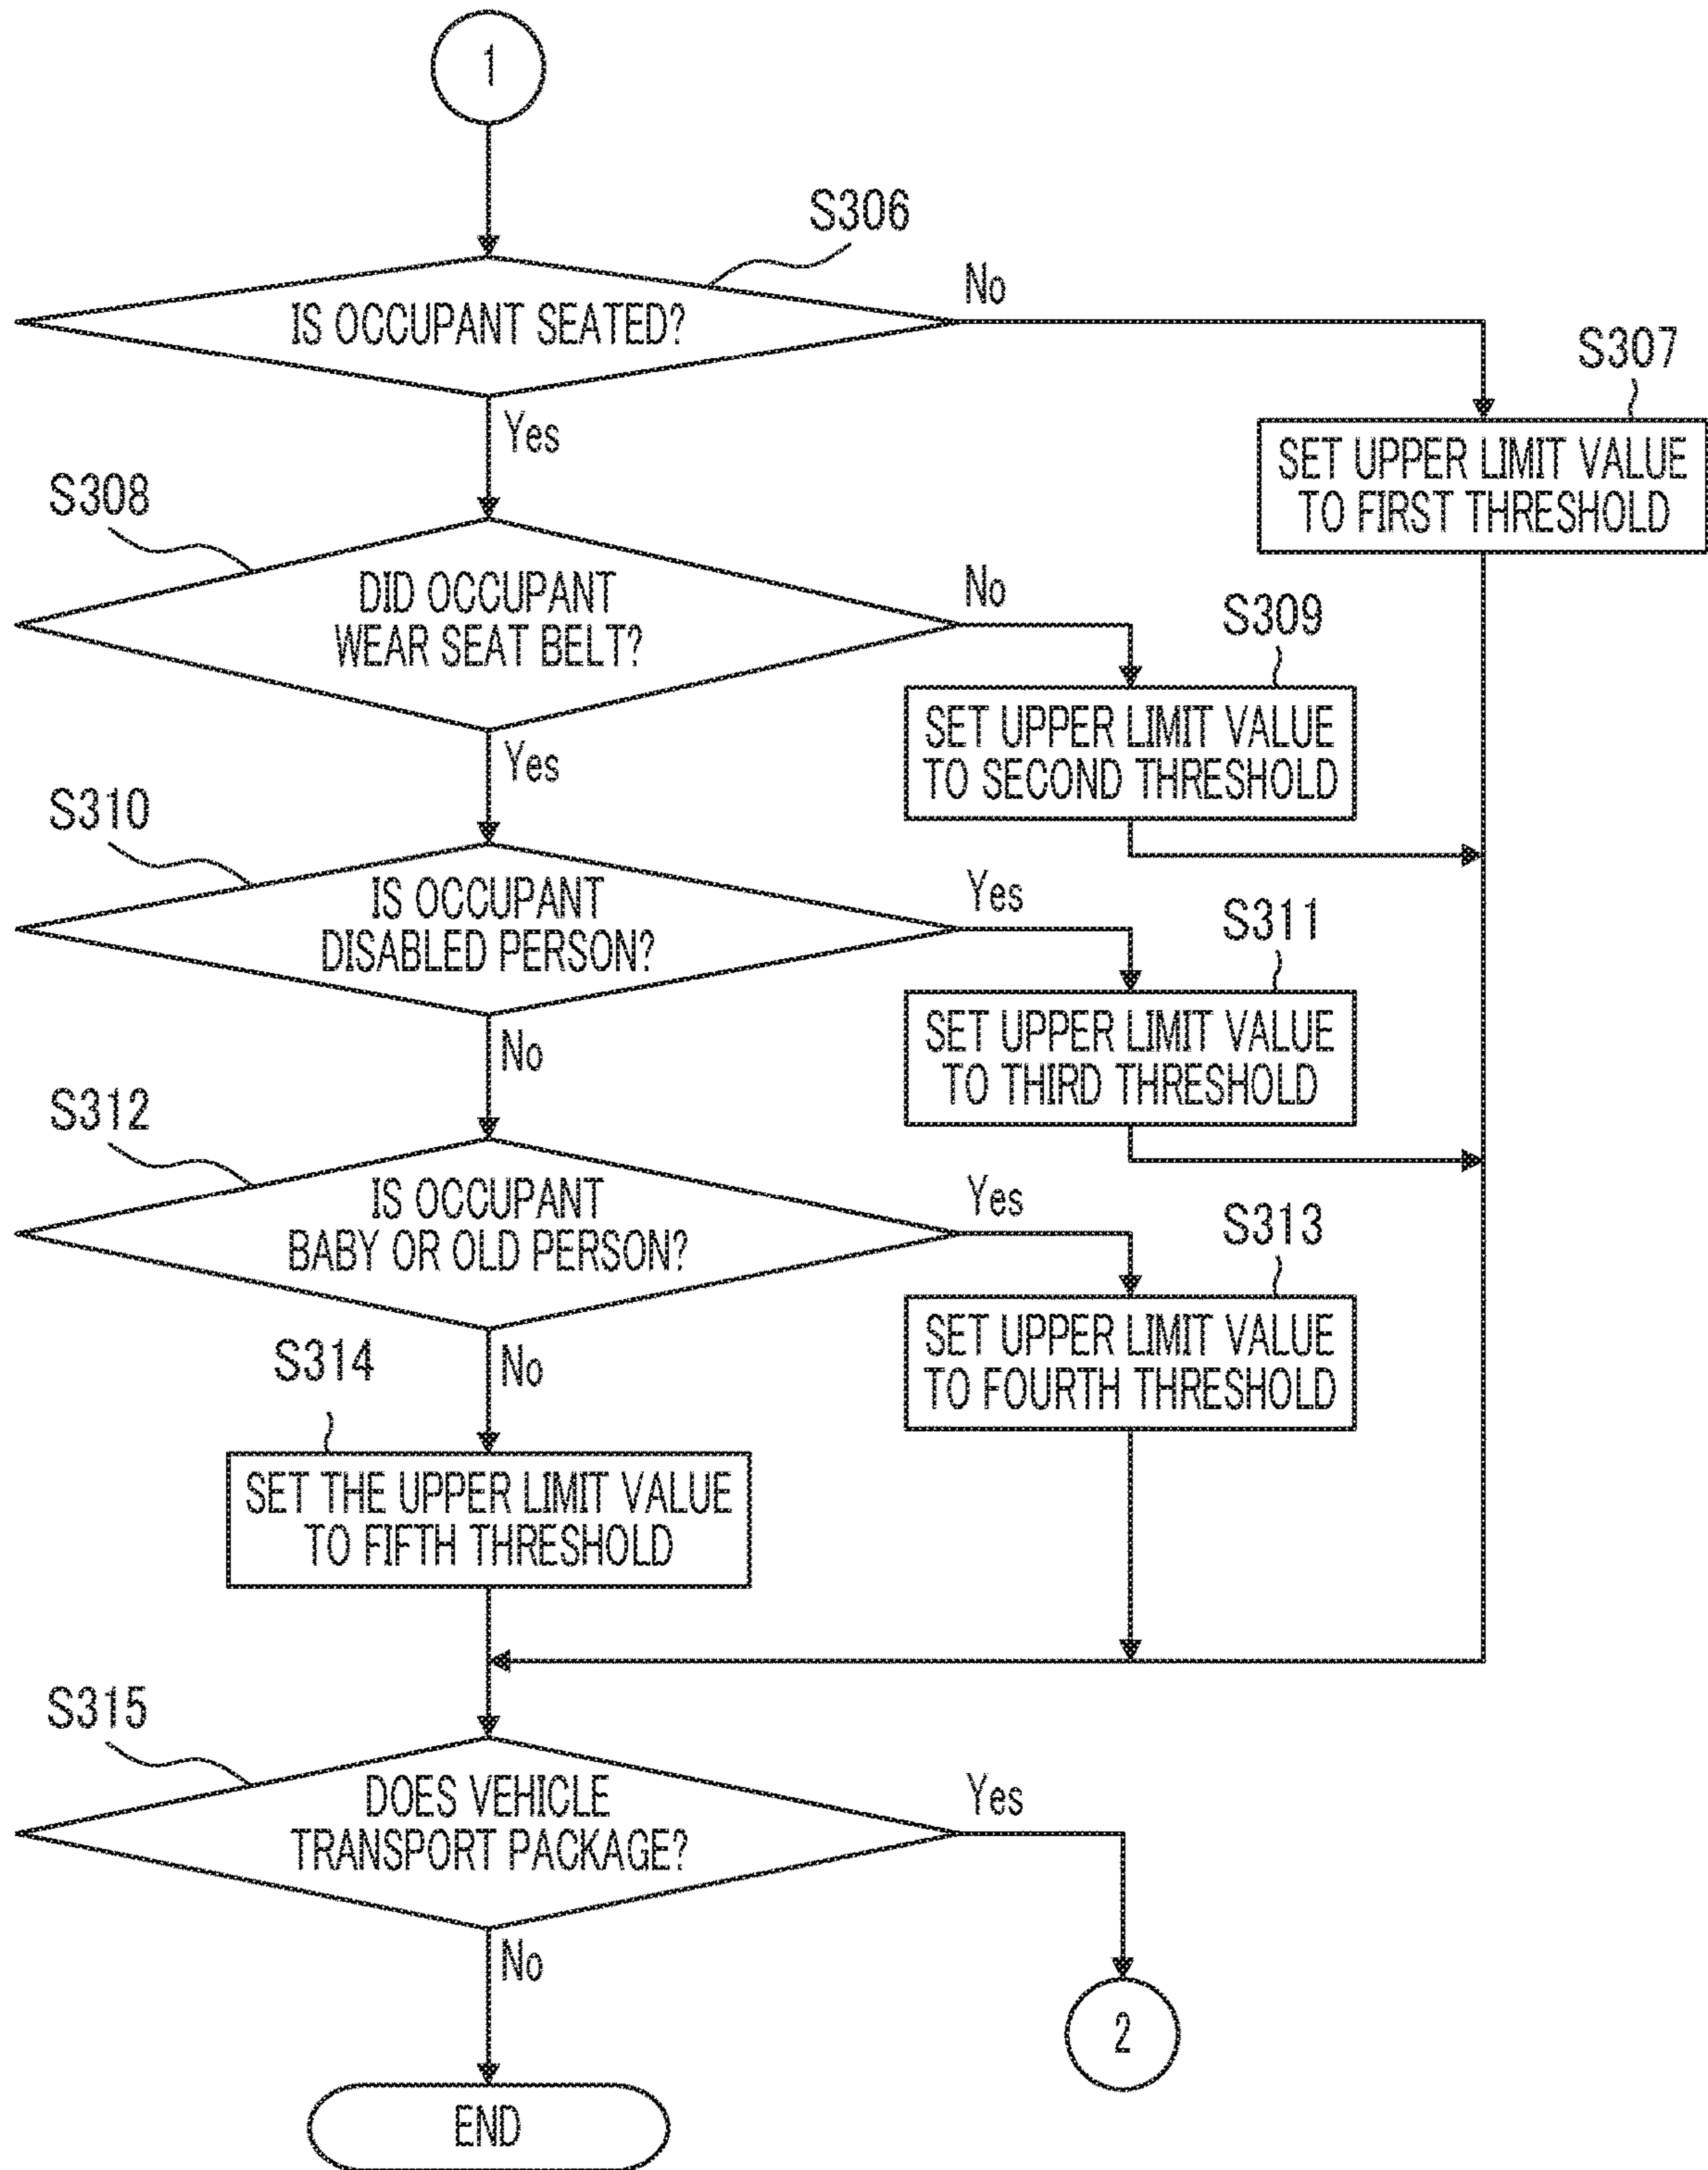 1
S306
IS OCCUPANT SEATED?
No
S307
Yes
SET UPPER LIMIT VALUE
TO FIRST THRESHOLD
S308
DID OCCUPANT
WEAR SEAT BELT?
No
S309
Yes
SET UPPER LIMIT VALUE
TO SECOND THRESHOLD
S310
IS OCCUPANT
DISABLED PERSON?
Yes
S311
No
SET UPPER LIMIT VALUE
TO THIRD THRESHOLD
S312
IS OCCUPANT
BABY OR OLD PERSON?
Yes
S313
No
SET UPPER LIMIT VALUE
TO FOURTH THRESHOLD
S314
SET THE UPPER LIMIT VALUE
TO FIFTH THRESHOLD
S315
DOES VEHICLE
TRANSPORT PACKAGE?
Yes
No
2
END